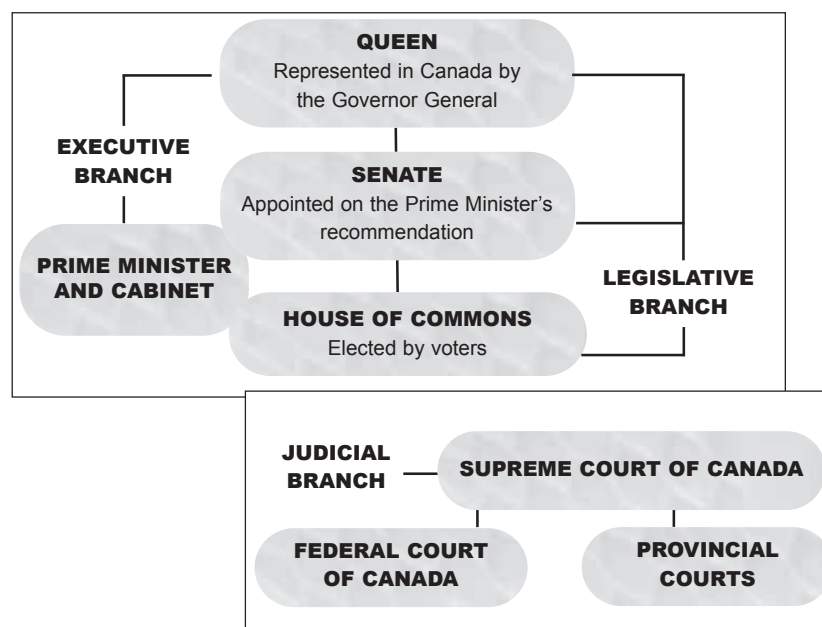 QUEEN
Represented in Canada by
the Governor General
EXECUTIVE
BRANCH
SENATE
Appointed on the Prime Minister’s
recommendation
PRIME MINISTER
AND CABINET
LEGISLATIVE
BRANCH
HOUSE OF COMMONS
Elected by voters
JUDICIAL
BRANCH
SUPREME COURT OF CANADA
FEDERAL COURT
OF CANADA
PROVINCIAL
COURTS